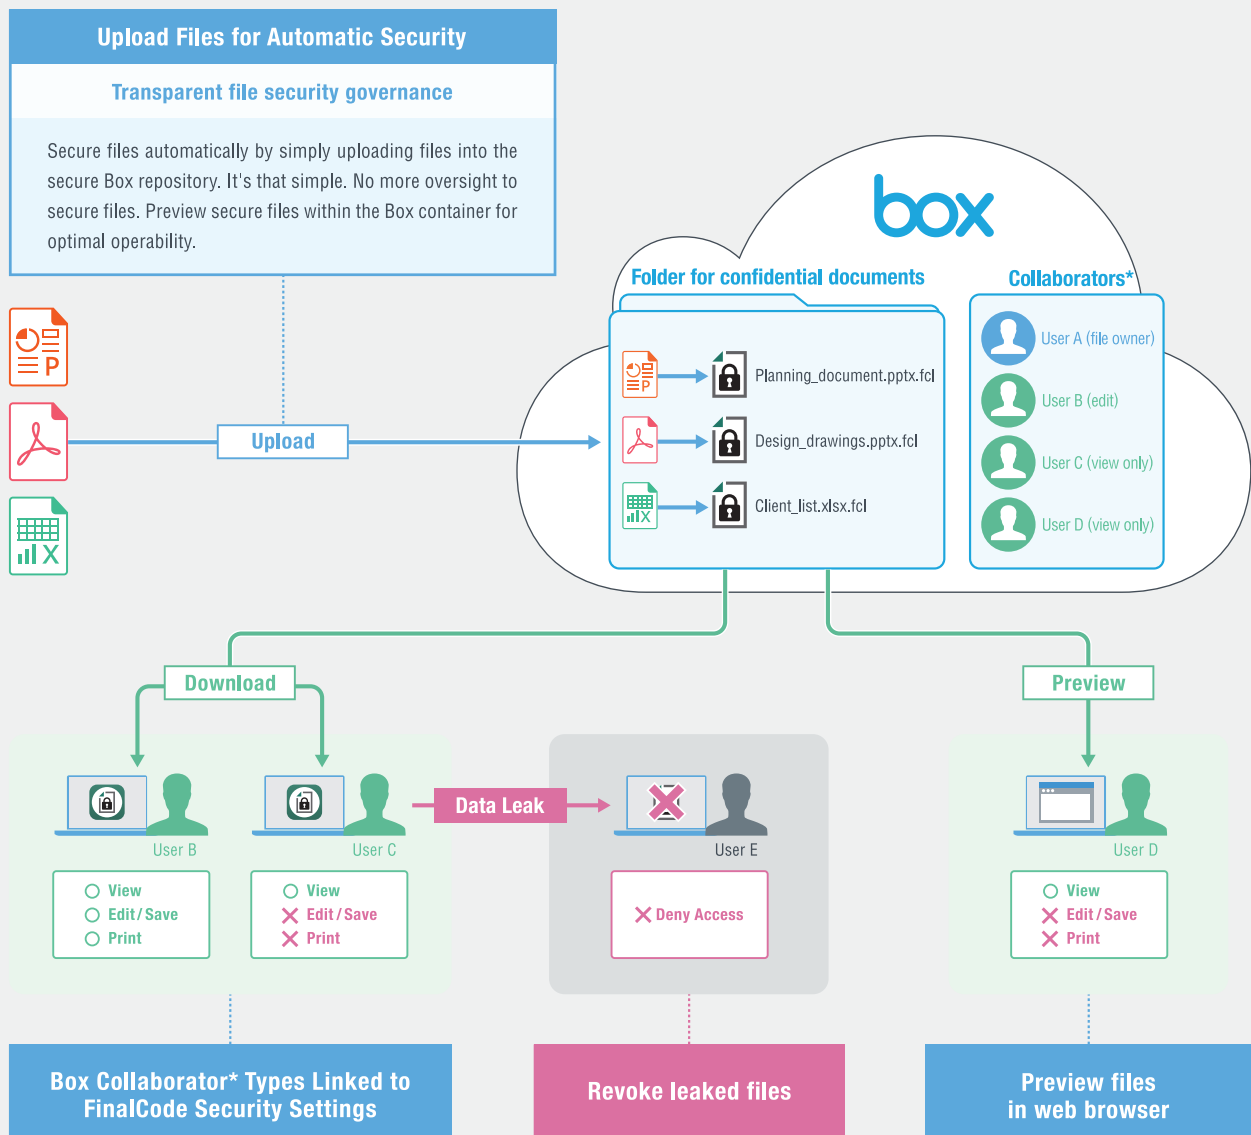 Upload Files for Automatic Security
Transparent file security governance
Secure files automatically by simply uploading files into the
secure Box repository. It's that simple. No more oversight to
secure files. Preview secure files within the Box container for
optimal operability.
box
Folder for confidential documents
Collaborators*
P
P
Planning_document.pptx.fcl
Design_drawings.pptx.fcl
X
Client_list.xlsx.fcl
User A (file owner)
User B (edit)
User C (view only)
User D (view only)
Upload
X
Download
Preview
Data Leak
User B
User C
User E
User D
View
Edit / Save
Print
View
Edit / Save
Print
Deny Access
View
Edit / Save
Print
Box Collaborator* Types Linked to
FinalCode Security Settings
Revoke leaked files
Preview files
in web browser